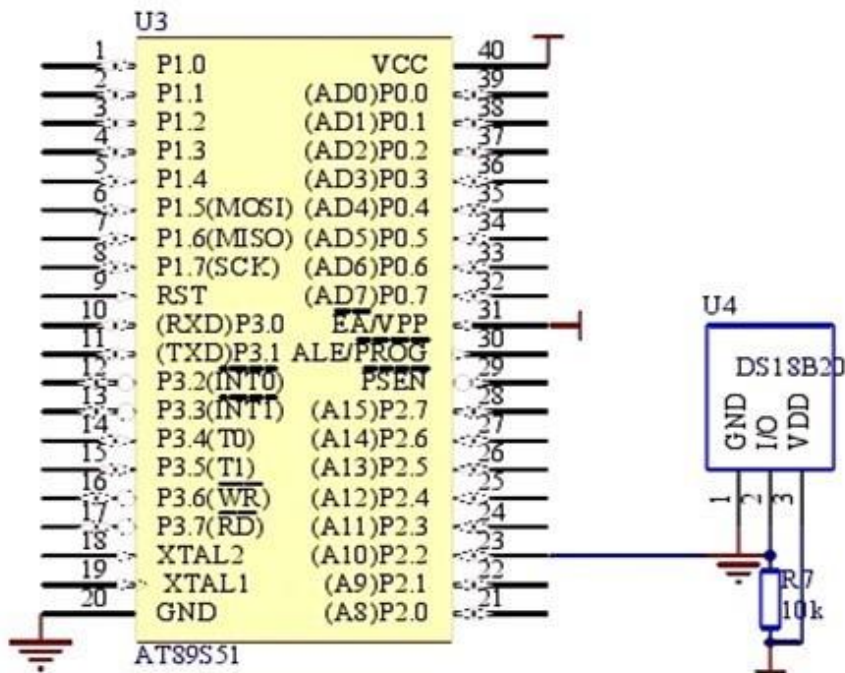 U3
1 P1.0 VCC 40
2 P1.1 (AD0)P0.0 39
3 P1.2 (AD1)P0.1 38
4 P1.3 (AD2)P0.2 37
5 P1.4 (AD3)P0.3 36
6 P1.5(MOSI) (AD4)P0.4 35
7 P1.6(MISO) (AD5)P0.5 34
8 P1.7(SCK) (AD6)P0.6 33
9 RST (AD7)P0.7 32
10 (RXD)P3.0 EA/VPP 31
11 (TXD)P3.1 ALE/PROG 30
12 P3.2(INT0) PSEN 29
13 P3.3(INT1) (A15)P2.7 28
14 P3.4(T0) (A14)P2.6 27
15 P3.5(T1) (A13)P2.5 26
16 P3.6(WR) (A12)P2.4 25
17 P3.7(RD) (A11)P2.3 24
18 XTAL2 (A10)P2.2 23
19 XTAL1 (A9)P2.1 22
20 GND (A8)P2.0 21
AT89S51
U4
DS18B20
GND I/O VDD
1 2 3
R7
10k